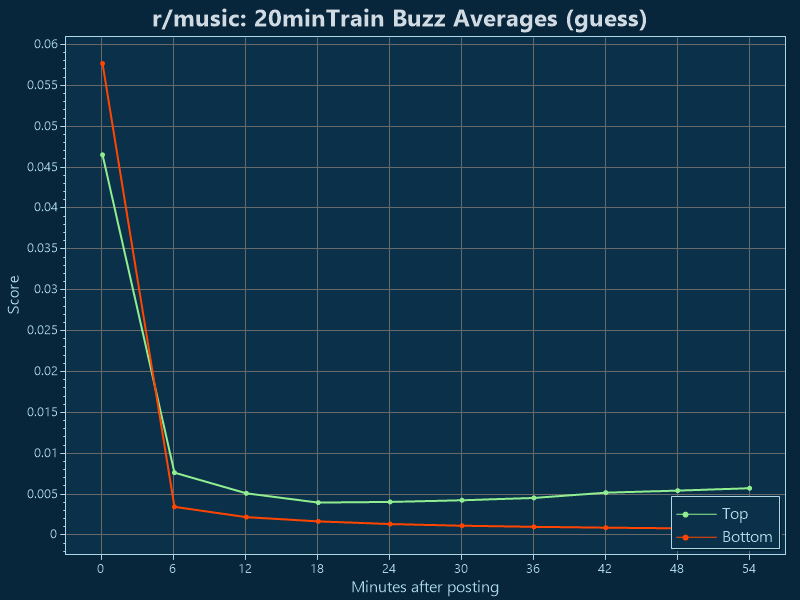 r/music: 20minTrain Buzz Averages (guess)
0.06
0.055
0.05
0.045
0.04
0.035
0.03
0.025
0.02
0.015
0.01
0.005
0
Score
0 6 12 18 24 30 36 42 48 54
Minutes after posting
Top
Bottom